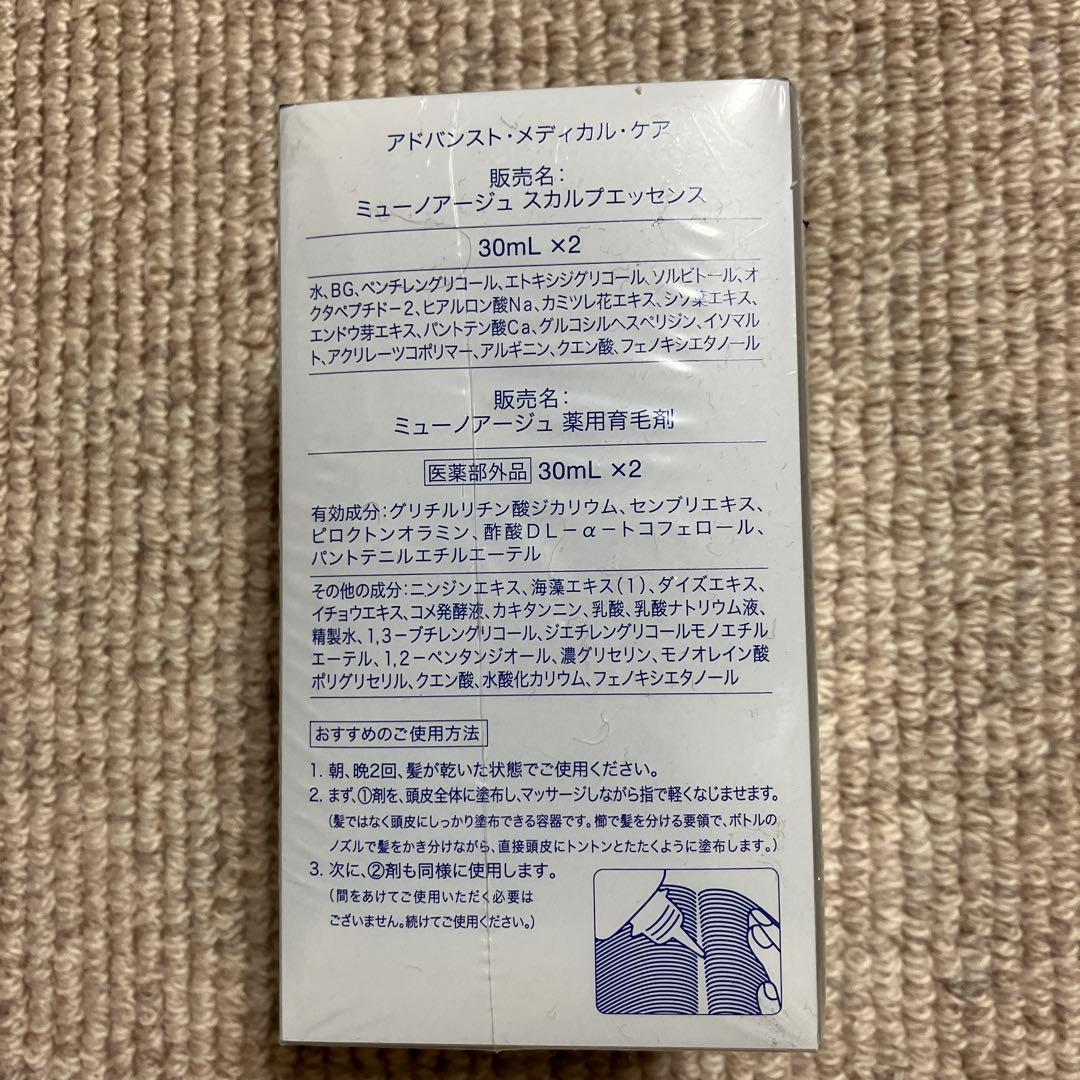 アドバンスト・メディカル・ケア
販売名：
ミューノアージュ スカルプエッセンス
30mL ×2
水、BG、ペンチレングリコール、エトキシジグリコール、ソルビトール、オ
クタペプチド－2、ヒアルロン酸Na、カミツレ花エキス、シソ葉エキス、
エンドウ芽エキス、パントテン酸Ca、グルコシルヘスペリジン、イソマル
ト、アクリレーツコポリマー、アルギニン、クエン酸、フェノキシエタノール
販売名：
ミューノアージュ 薬用育毛剤
医薬部外品 30mL ×2
有効成分：グリチルリチン酸ジカリウム、センブリエキス、
ピロクトンオラミン、酢酸DL－α－トコフェロール、
パントテニルエチルエーテル
その他の成分：ニンジンエキス、海藻エキス(1)、ダイズエキス、
イチョウエキス、コメ発酵液、カキタンニン、乳酸、乳酸ナトリウム液、
精製水、1,3－ブチレングリコール、ジエチレングリコールモノエチル
エーテル、1,2－ペンタンジオール、濃グリセリン、モノオレイン酸
ポリグリセリル、クエン酸、水酸化カリウム、フェノキシエタノール
おすすめのご使用方法
1. 朝、晩2回、髪が乾いた状態でご使用ください。
2. まず、①剤を、頭皮全体に塗布し、マッサージしながら指で軽くなじませます。
(髪ではなく頭皮にしっかり塗布できる容器です。櫛で髪を分ける要領で、ボトルの
ノズルで髪をかき分けながら、直接頭皮にトントンとたたくように塗布します。)
3. 次に、②剤も同様に使用します。
(間をあけてご使用いただく必要は
ございません。続けてご使用ください。)